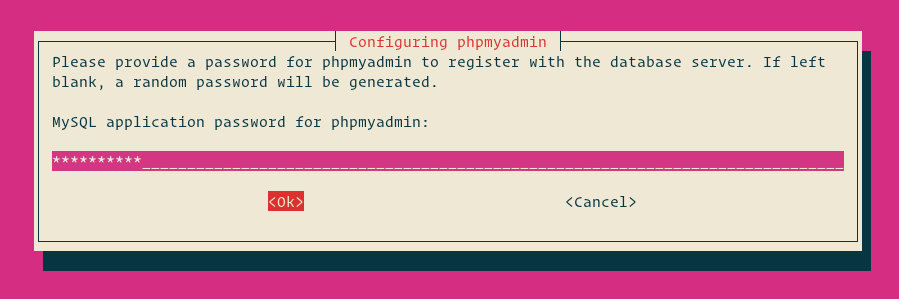 Configuring phpmyadmin
Please provide a password for phpmyadmin to register with the database server. If left
blank, a random password will be generated.
MySQL application password for phpmyadmin:
**********______________________________________________________________________________
<Ok> <Cancel>